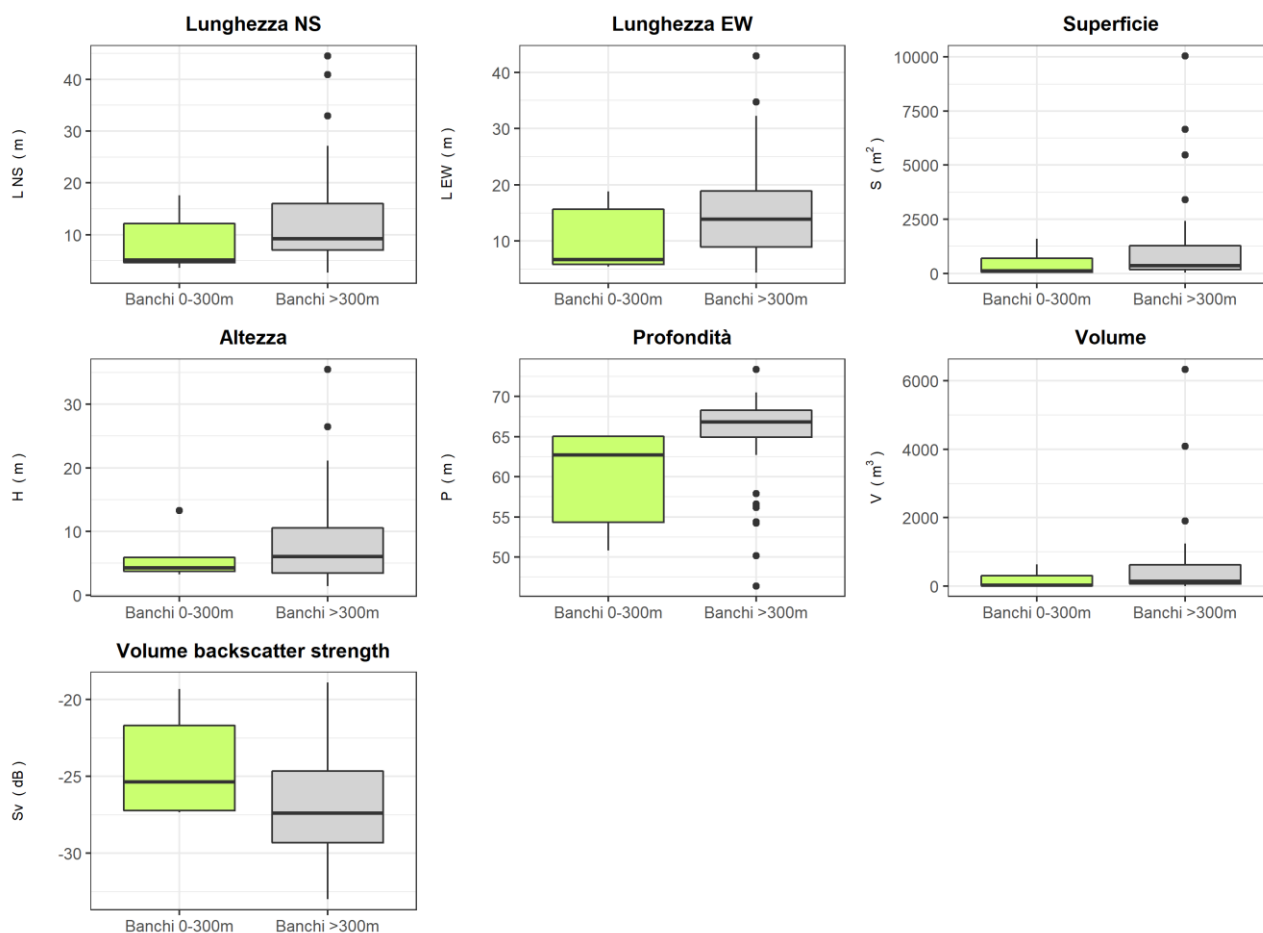 Lunghezza NS
L NS ( m )
40
30
20
10
Banchi 0-300m
Banchi >300m
Lunghezza EW
L EW ( m )
40
30
20
10
Banchi 0-300m
Banchi >300m
Superficie
S ( m² )
10000
7500
5000
2500
0
Banchi 0-300m
Banchi >300m
Altezza
H ( m )
30
20
10
0
Banchi 0-300m
Banchi >300m
Profondità
P ( m )
70
65
60
55
50
Banchi 0-300m
Banchi >300m
Volume
V ( m³ )
6000
4000
2000
0
Banchi 0-300m
Banchi >300m
Volume backscatter strength
Sv ( dB )
-20
-25
-30
Banchi 0-300m
Banchi >300m